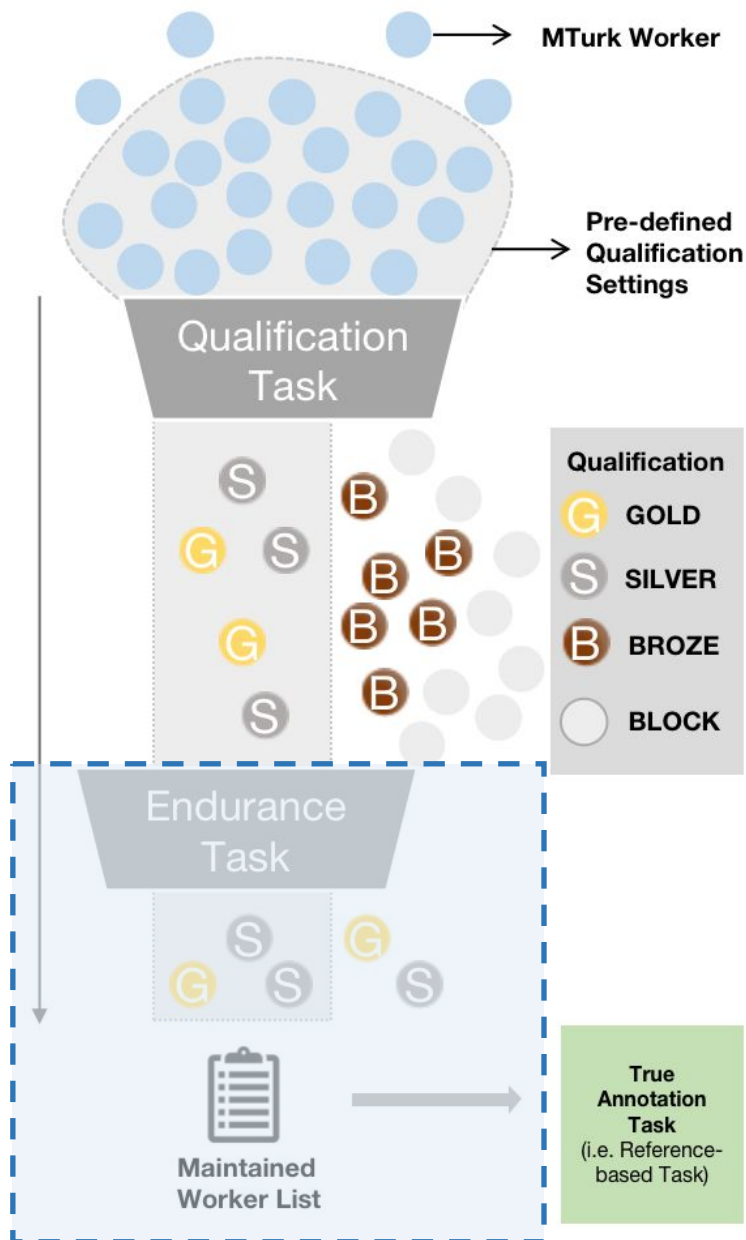 MTurk Worker
Pre-defined
Qualification
Settings
Qualification
Task
S
G
S
G
S
B
B
B
B
B
B
Qualification
G GOLD
S SILVER
B BROZE
BLOCK
Endurance
Task
S
G
G
S
S
Maintained
Worker List
True
Annotation
Task
(i.e. Reference-
based Task)